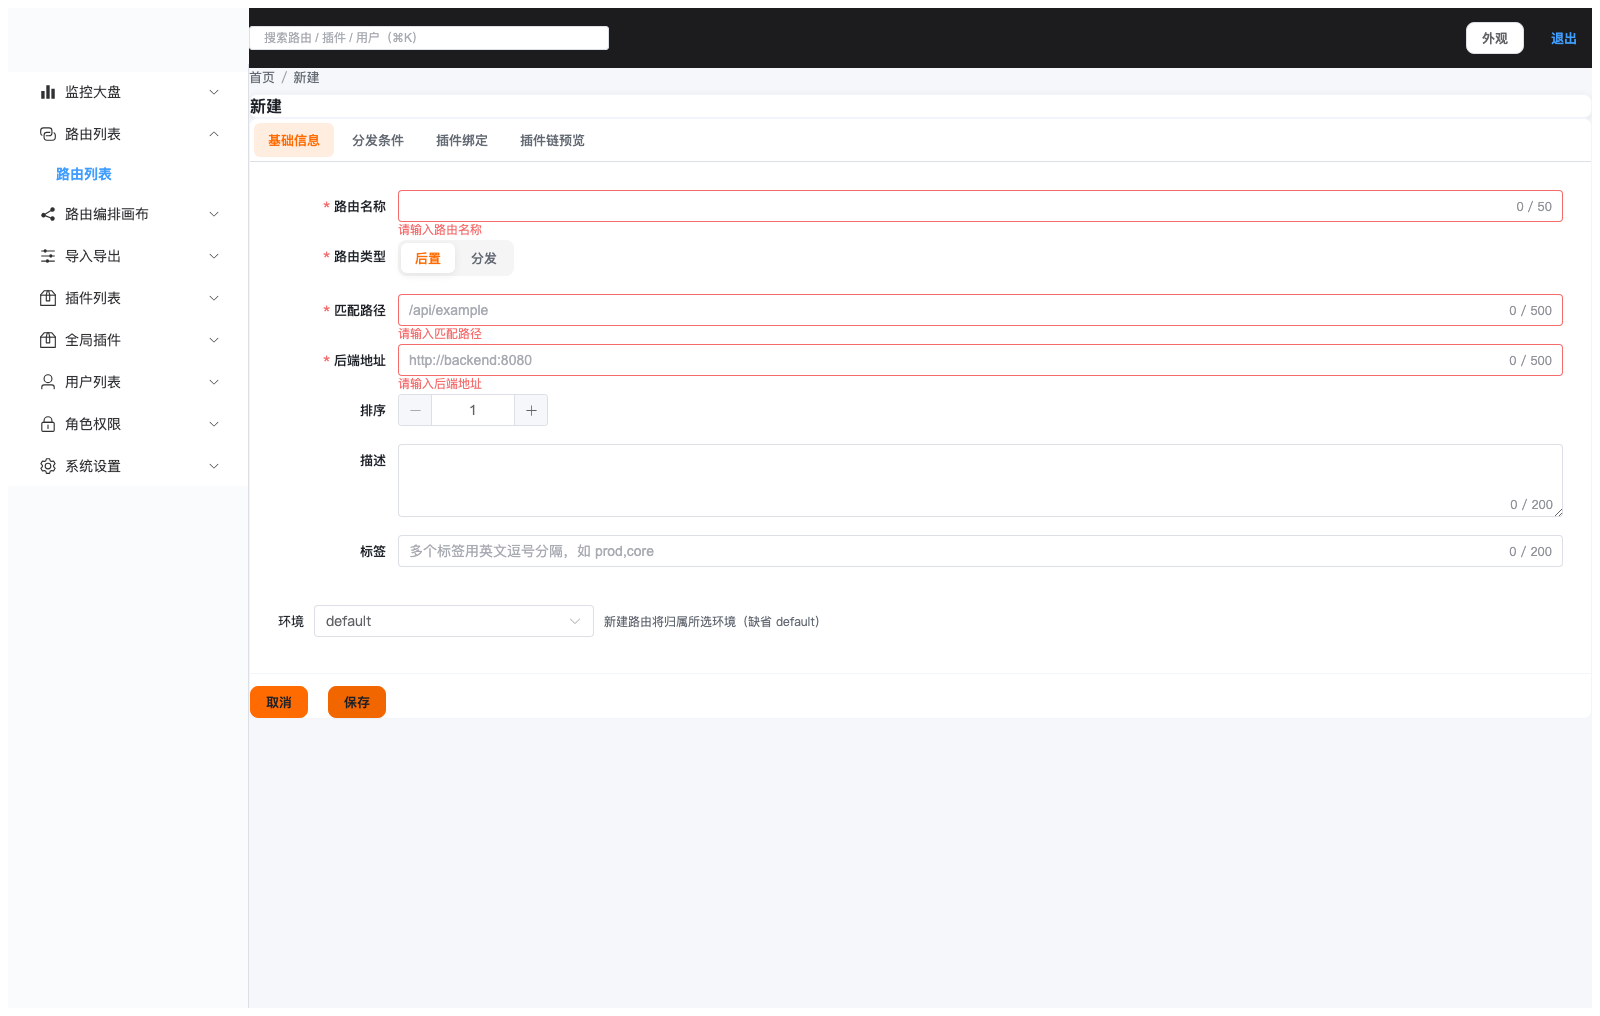 搜索路由 / 插件 / 用户（⌘K）
外观
退出
监控大盘
路由列表
路由列表
路由编排画布
导入导出
插件列表
全局插件
用户列表
角色权限
系统设置
首页 / 新建
新建
基础信息 分发条件 插件绑定 插件链预览
* 路由名称 0 / 50
请输入路由名称
* 路由类型 后置 分发
* 匹配路径 /api/example 0 / 500
请输入匹配路径
* 后端地址 http://backend:8080 0 / 500
请输入后端地址
排序 1
描述
0 / 200
标签 多个标签用英文逗号分隔，如 prod,core 0 / 200
环境 default 新建路由将归属所选环境（缺省 default）
取消 保存